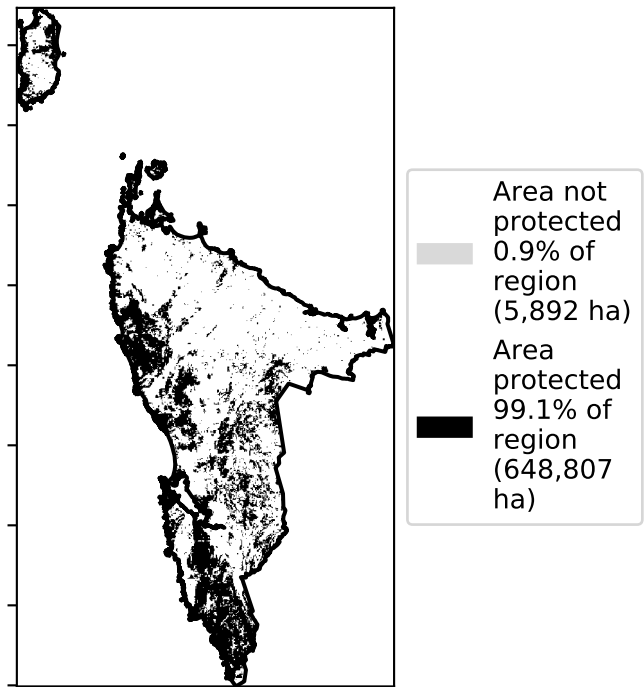 Area not
protected
0.9% of
region
(5,892 ha)
Area
protected
99.1% of
region
(648,807
ha)